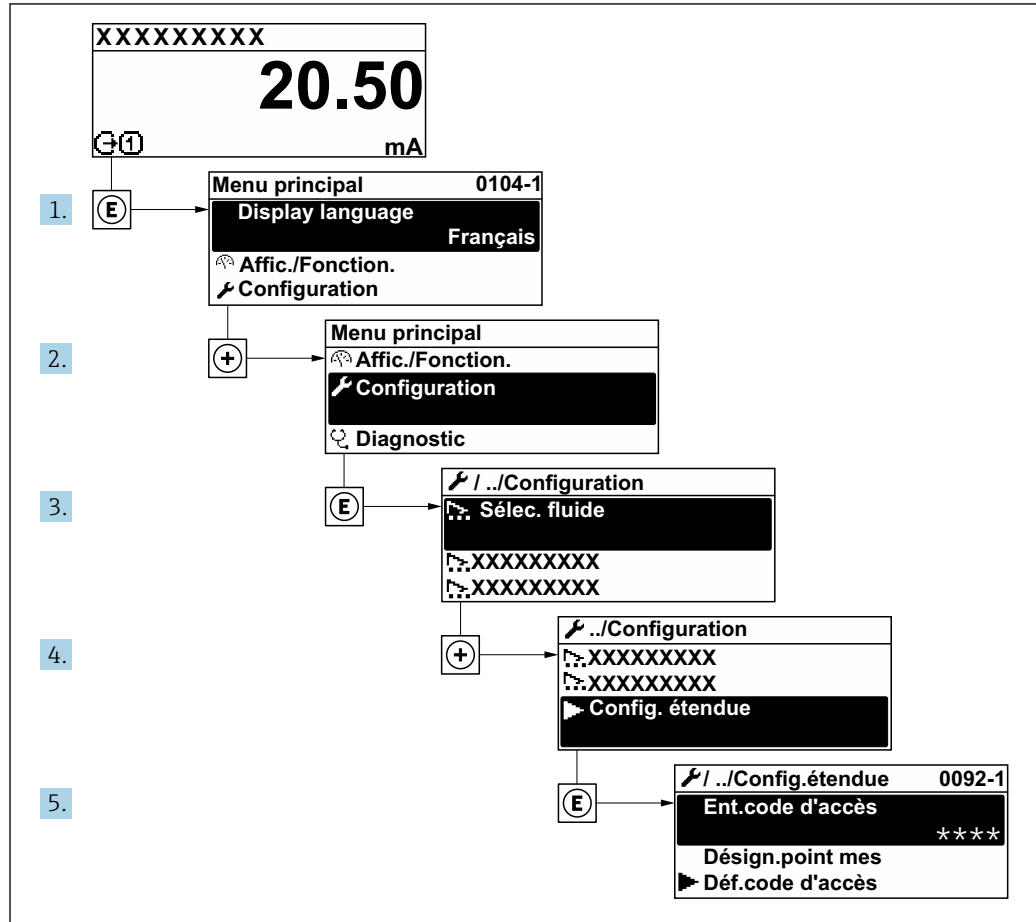 XXXXXXXXX
20.50
mA
1
1.
E
Menu principal 0104-1
Display language
Français
Affic./Fonction.
Configuration
2.
+
Menu principal
Affic./Fonction.
Configuration
Diagnostic
3.
E
/ ../Configuration
Sélec. fluide
XXXXXXXXX
XXXXXXXXX
4.
+
../Configuration
XXXXXXXXX
XXXXXXXXX
Config. étendue
5.
E
/ ../Config.étendue 0092-1
Ent.code d'accès
****
Désign.point mes
Déf.code d'accès